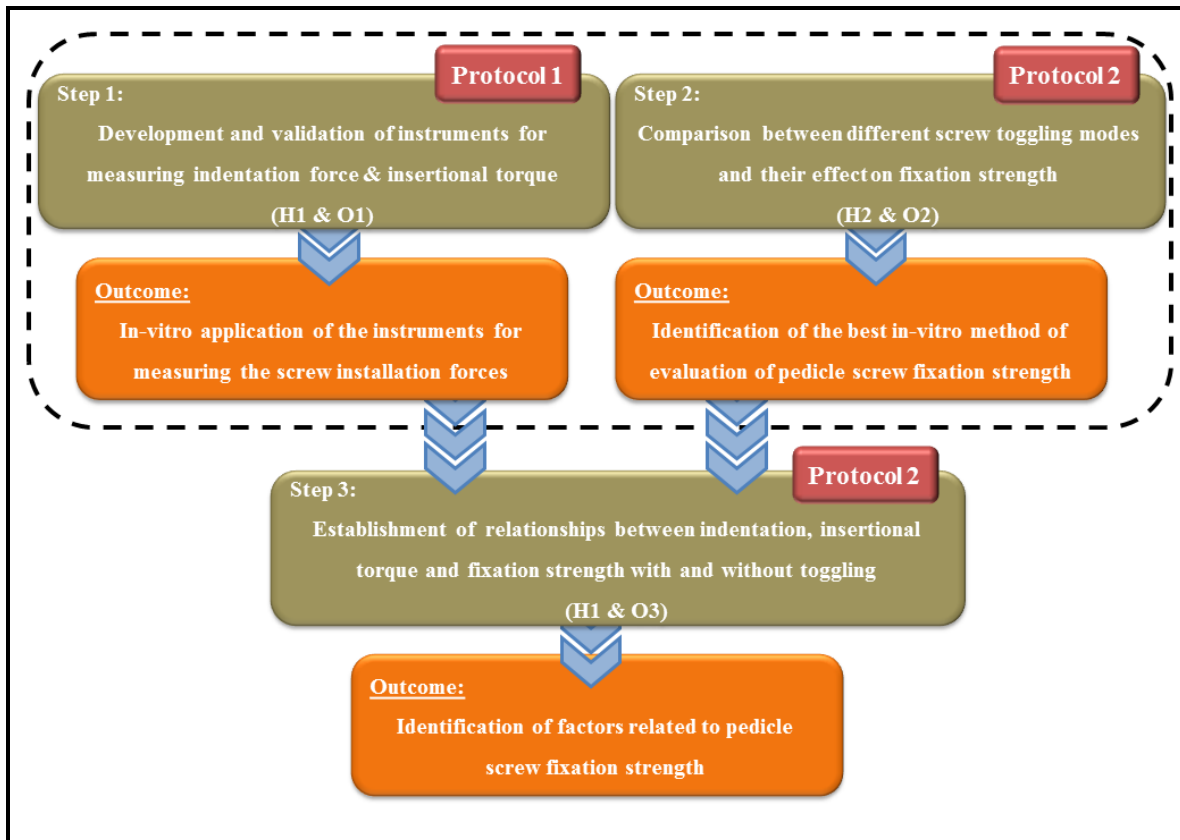 Protocol 1
Step 1:
Development and validation of instruments for
measuring indentation force & insertional torque
(H1 & O1)
Protocol 2
Step 2:
Comparison between different screw toggling modes
and their effect on fixation strength
(H2 & O2)
Outcome:
In-vitro application of the instruments for
measuring the screw installation forces
Outcome:
Identification of the best in-vitro method of
evaluation of pedicle screw fixation strength
Protocol 2
Step 3:
Establishment of relationships between indentation, insertional
torque and fixation strength with and without toggling
(H1 & O3)
Outcome:
Identification of factors related to pedicle
screw fixation strength